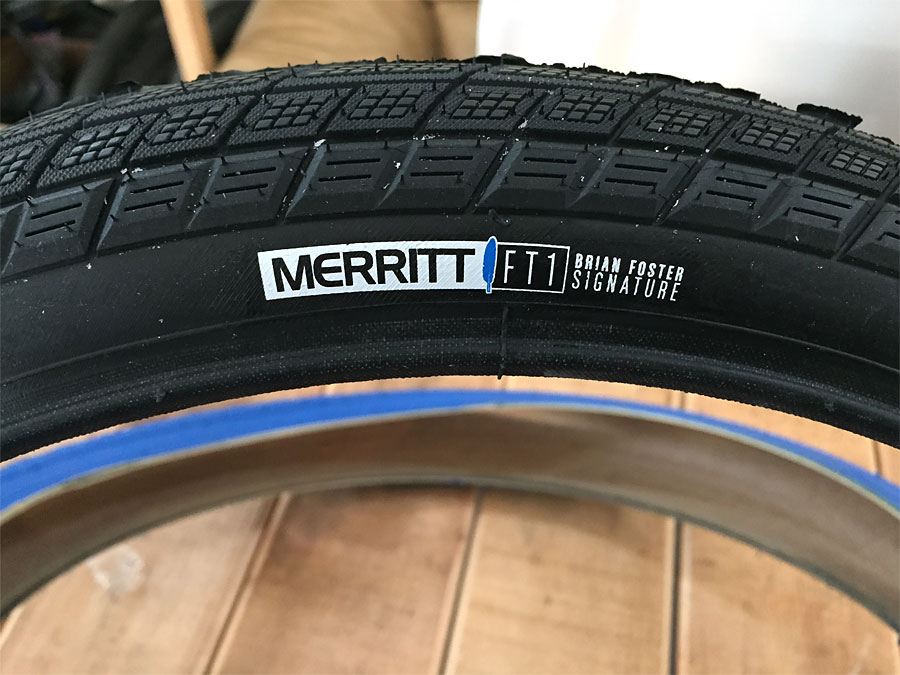 MERRITT FT1 BRIAN FOSTER
SIGNATURE